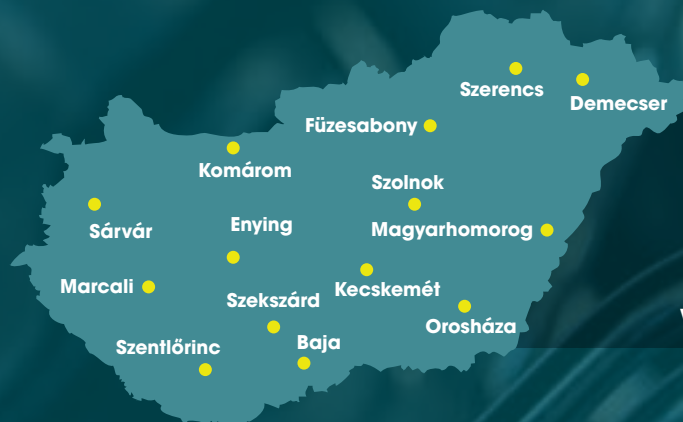 Szerencs
Demecser
Füzesabony
Komárom
Szolnok
Sárvár
Enying
Magyarhomorog
Marcali
Szekszárd
Kecskemét
Orosháza
Szentlőrinc
Baja